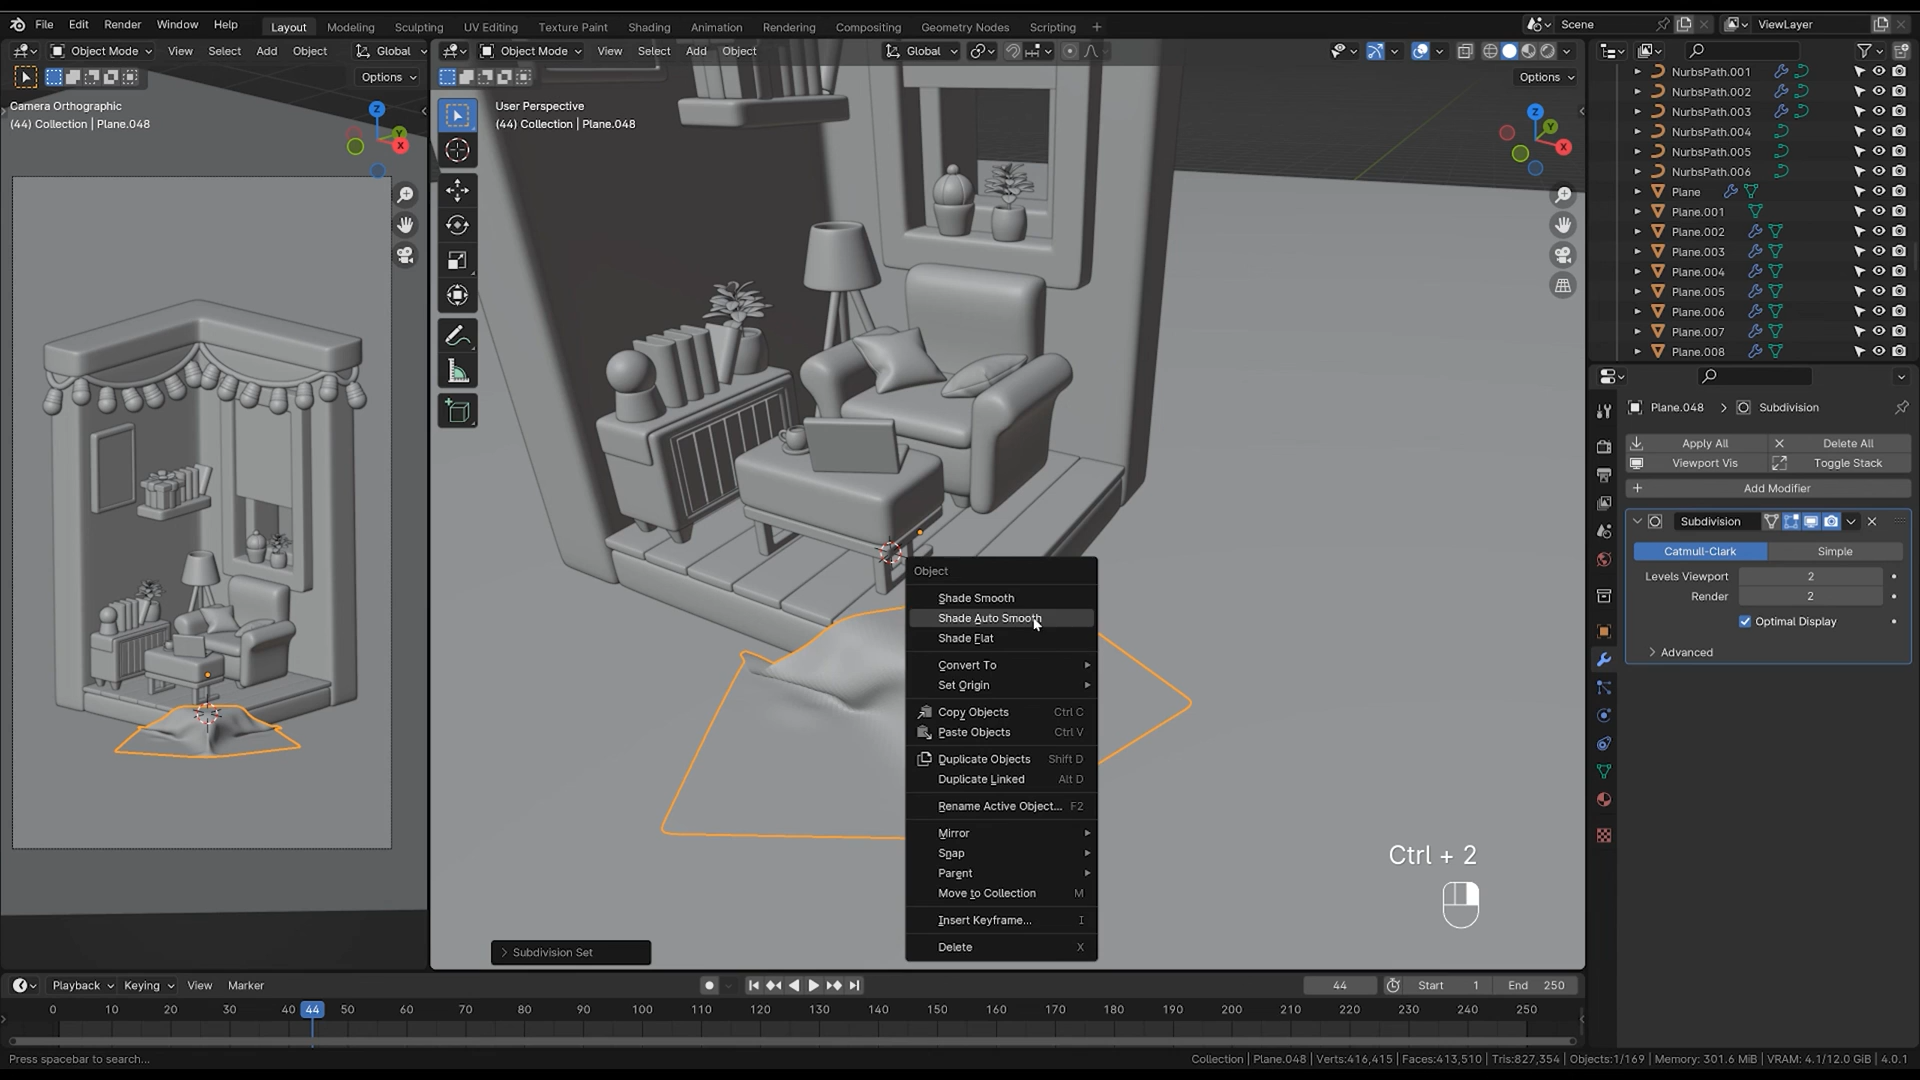 File Edit Render Window Help Layout Modeling Sculpting UV Editing Texture Paint Shading Animation Rendering Compositing Geometry Nodes Scripting + Scene ViewLayer
Object Mode View Select Add Object Global
Options
Camera Orthographic
(44) Collection | Plane.048
Z
Y
X
Object Mode View Select Add Object Global
Options
User Perspective
(44) Collection | Plane.048
Z
Y
X
Object
Shade Smooth
Shade Auto Smooth
Shade Flat
Convert To
Set Origin
Copy Objects Ctrl C
Paste Objects Ctrl V
Duplicate Objects Shift D
Duplicate Linked Alt D
Rename Active Object... F2
Mirror
Snap
Parent
Move to Collection M
Insert Keyframe... I
Delete X
Ctrl + 2
Subdivision Set
NurbsPath.001
NurbsPath.002
NurbsPath.003
NurbsPath.004
NurbsPath.005
NurbsPath.006
Plane
Plane.001
Plane.002
Plane.003
Plane.004
Plane.005
Plane.006
Plane.007
Plane.008
Plane.048 > Subdivision
Apply All Delete All
Viewport Vis Toggle Stack
Add Modifier
Subdivision
Catmull-Clark Simple
Levels Viewport 2
Render 2
Optimal Display
Advanced
Playback Keying View Marker 44 Start 1 End 250
0 10 20 30 40 44 50 60 70 80 90 100 110 120 130 140 150 160 170 180 190 200 210 220 230 240 250
Press spacebar to search... Collection | Plane.048 | Verts:416,415 | Faces:413,510 | Tris:827,354 | Objects:1/169 | Memory: 301.6 MiB | VRAM: 4.1/12.0 GiB | 4.0.1